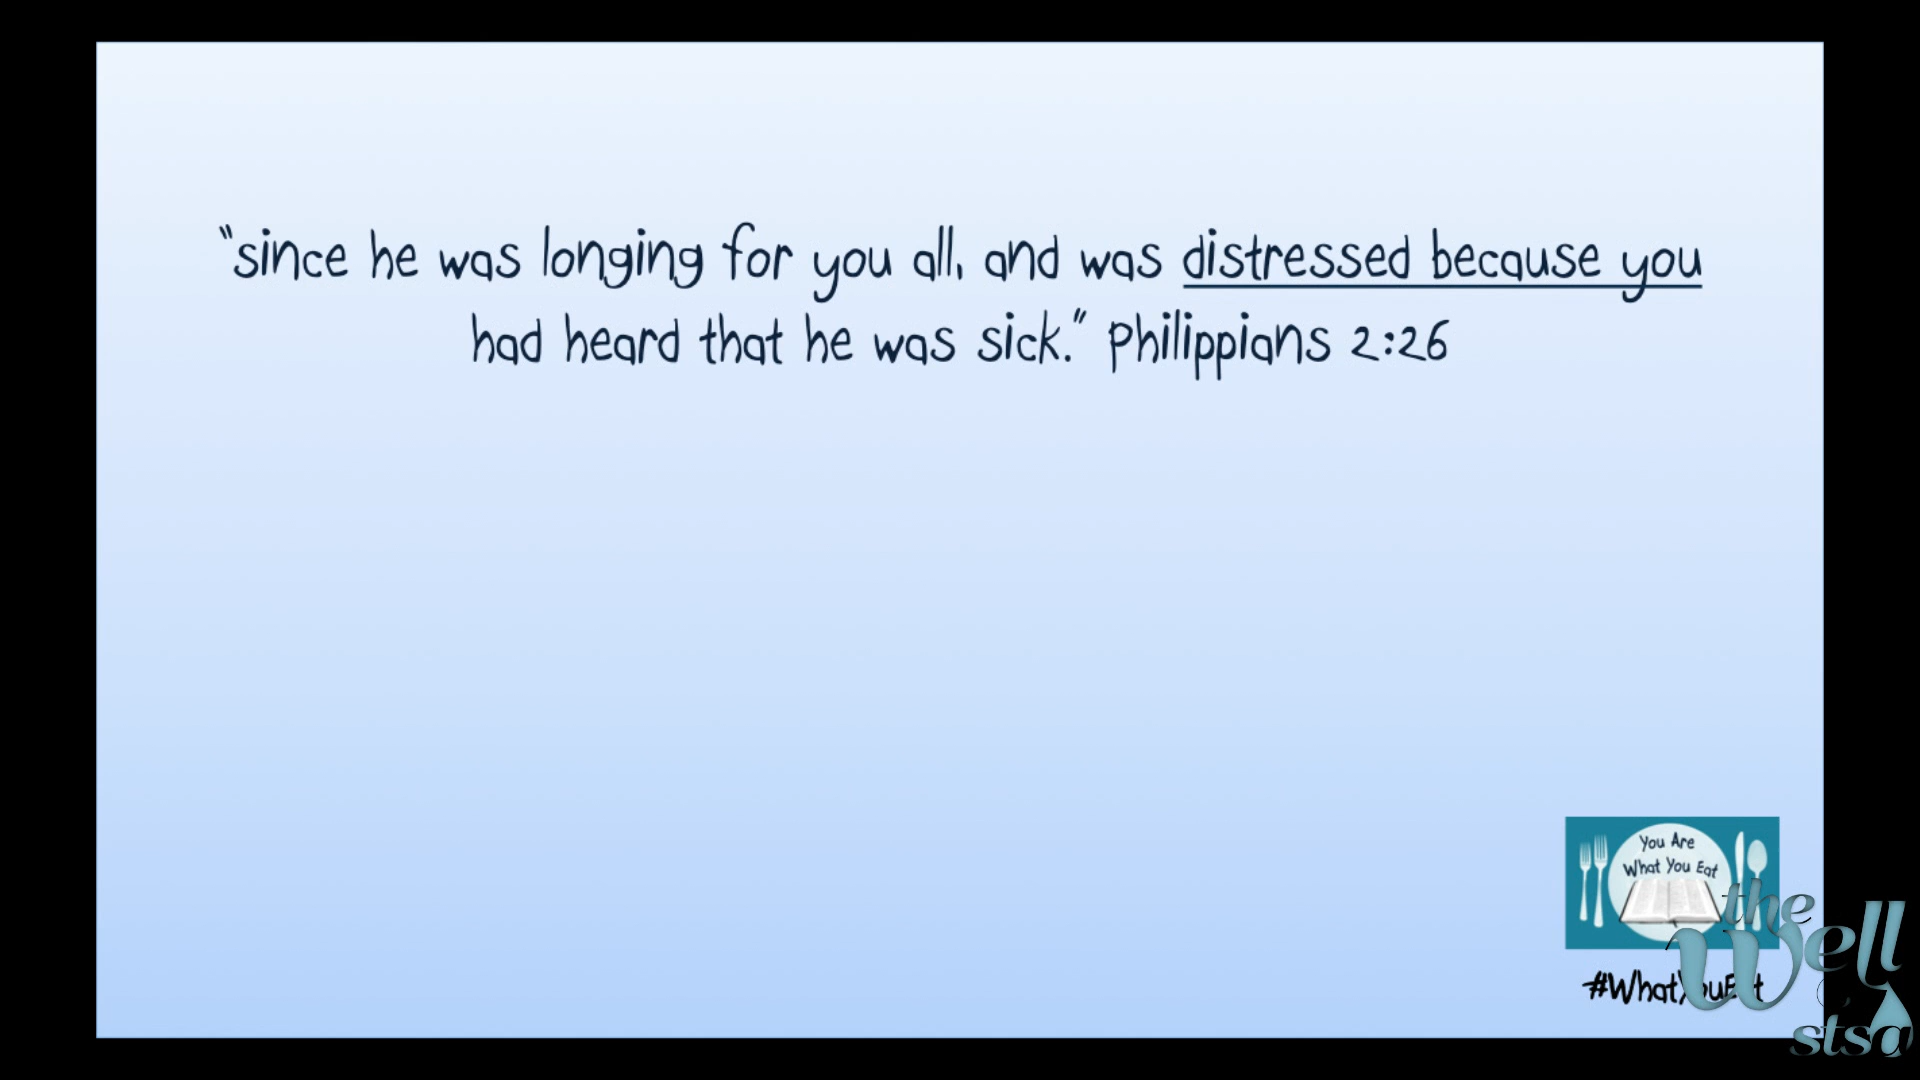 “since he was longing for you all, and was distressed because you
had heard that he was sick.” Philippians 2:26
You Are
What You Eat
#WhatYouEat
the
Well
@
stsa